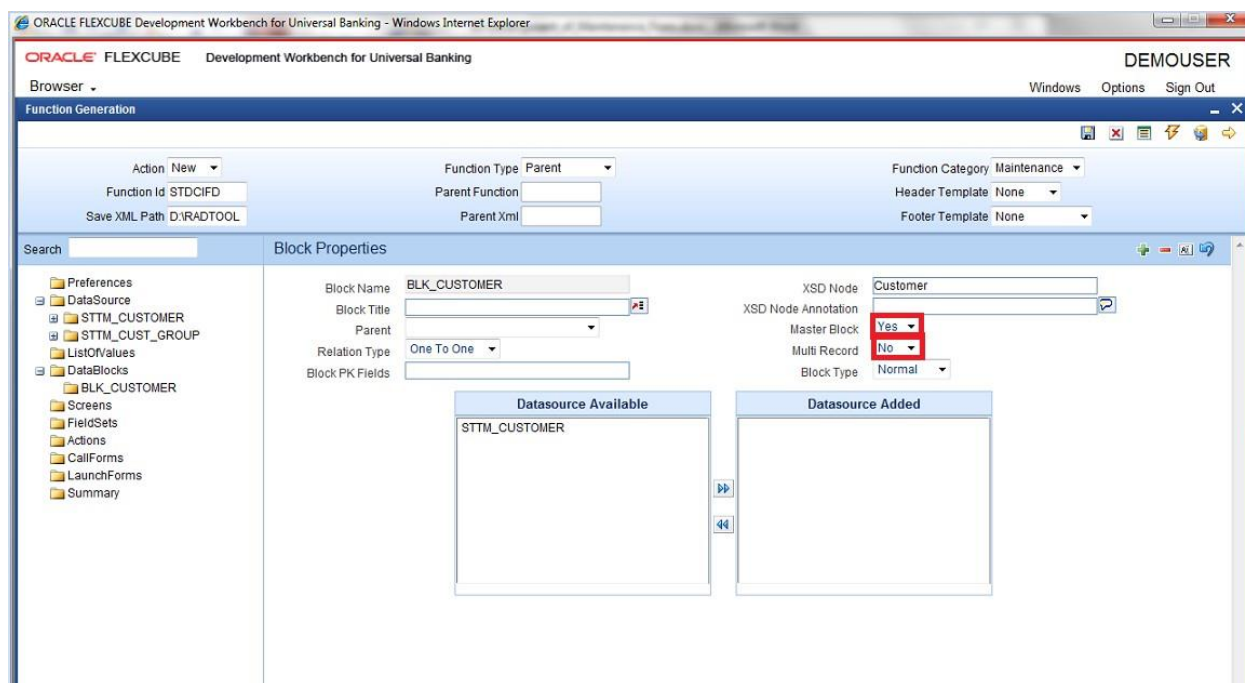 ORACLE FLEXCUBE Development Workbench for Universal Banking - Windows Internet Explorer
ORACLE FLEXCUBE Development Workbench for Universal Banking
DEMOUSER
Browser
Windows Options Sign Out
Function Generation
Action New Function Type Parent Function Category Maintenance
Function Id STDCIFD Parent Function Header Template None
Save XML Path D:\RADTOOL Parent Xml Footer Template None
Search
Block Properties
Preferences
DataSource
STTM_CUSTOMER
STTM_CUST_GROUP
ListOfValues
DataBlocks
BLK_CUSTOMER
Screens
FieldSets
Actions
CallForms
LaunchForms
Summary
Block Name BLK_CUSTOMER XSD Node Customer
Block Title XSD Node Annotation
Parent Master Block Yes
Relation Type One To One Multi Record No
Block PK Fields Block Type Normal
Datasource Available Datasource Added
STTM_CUSTOMER